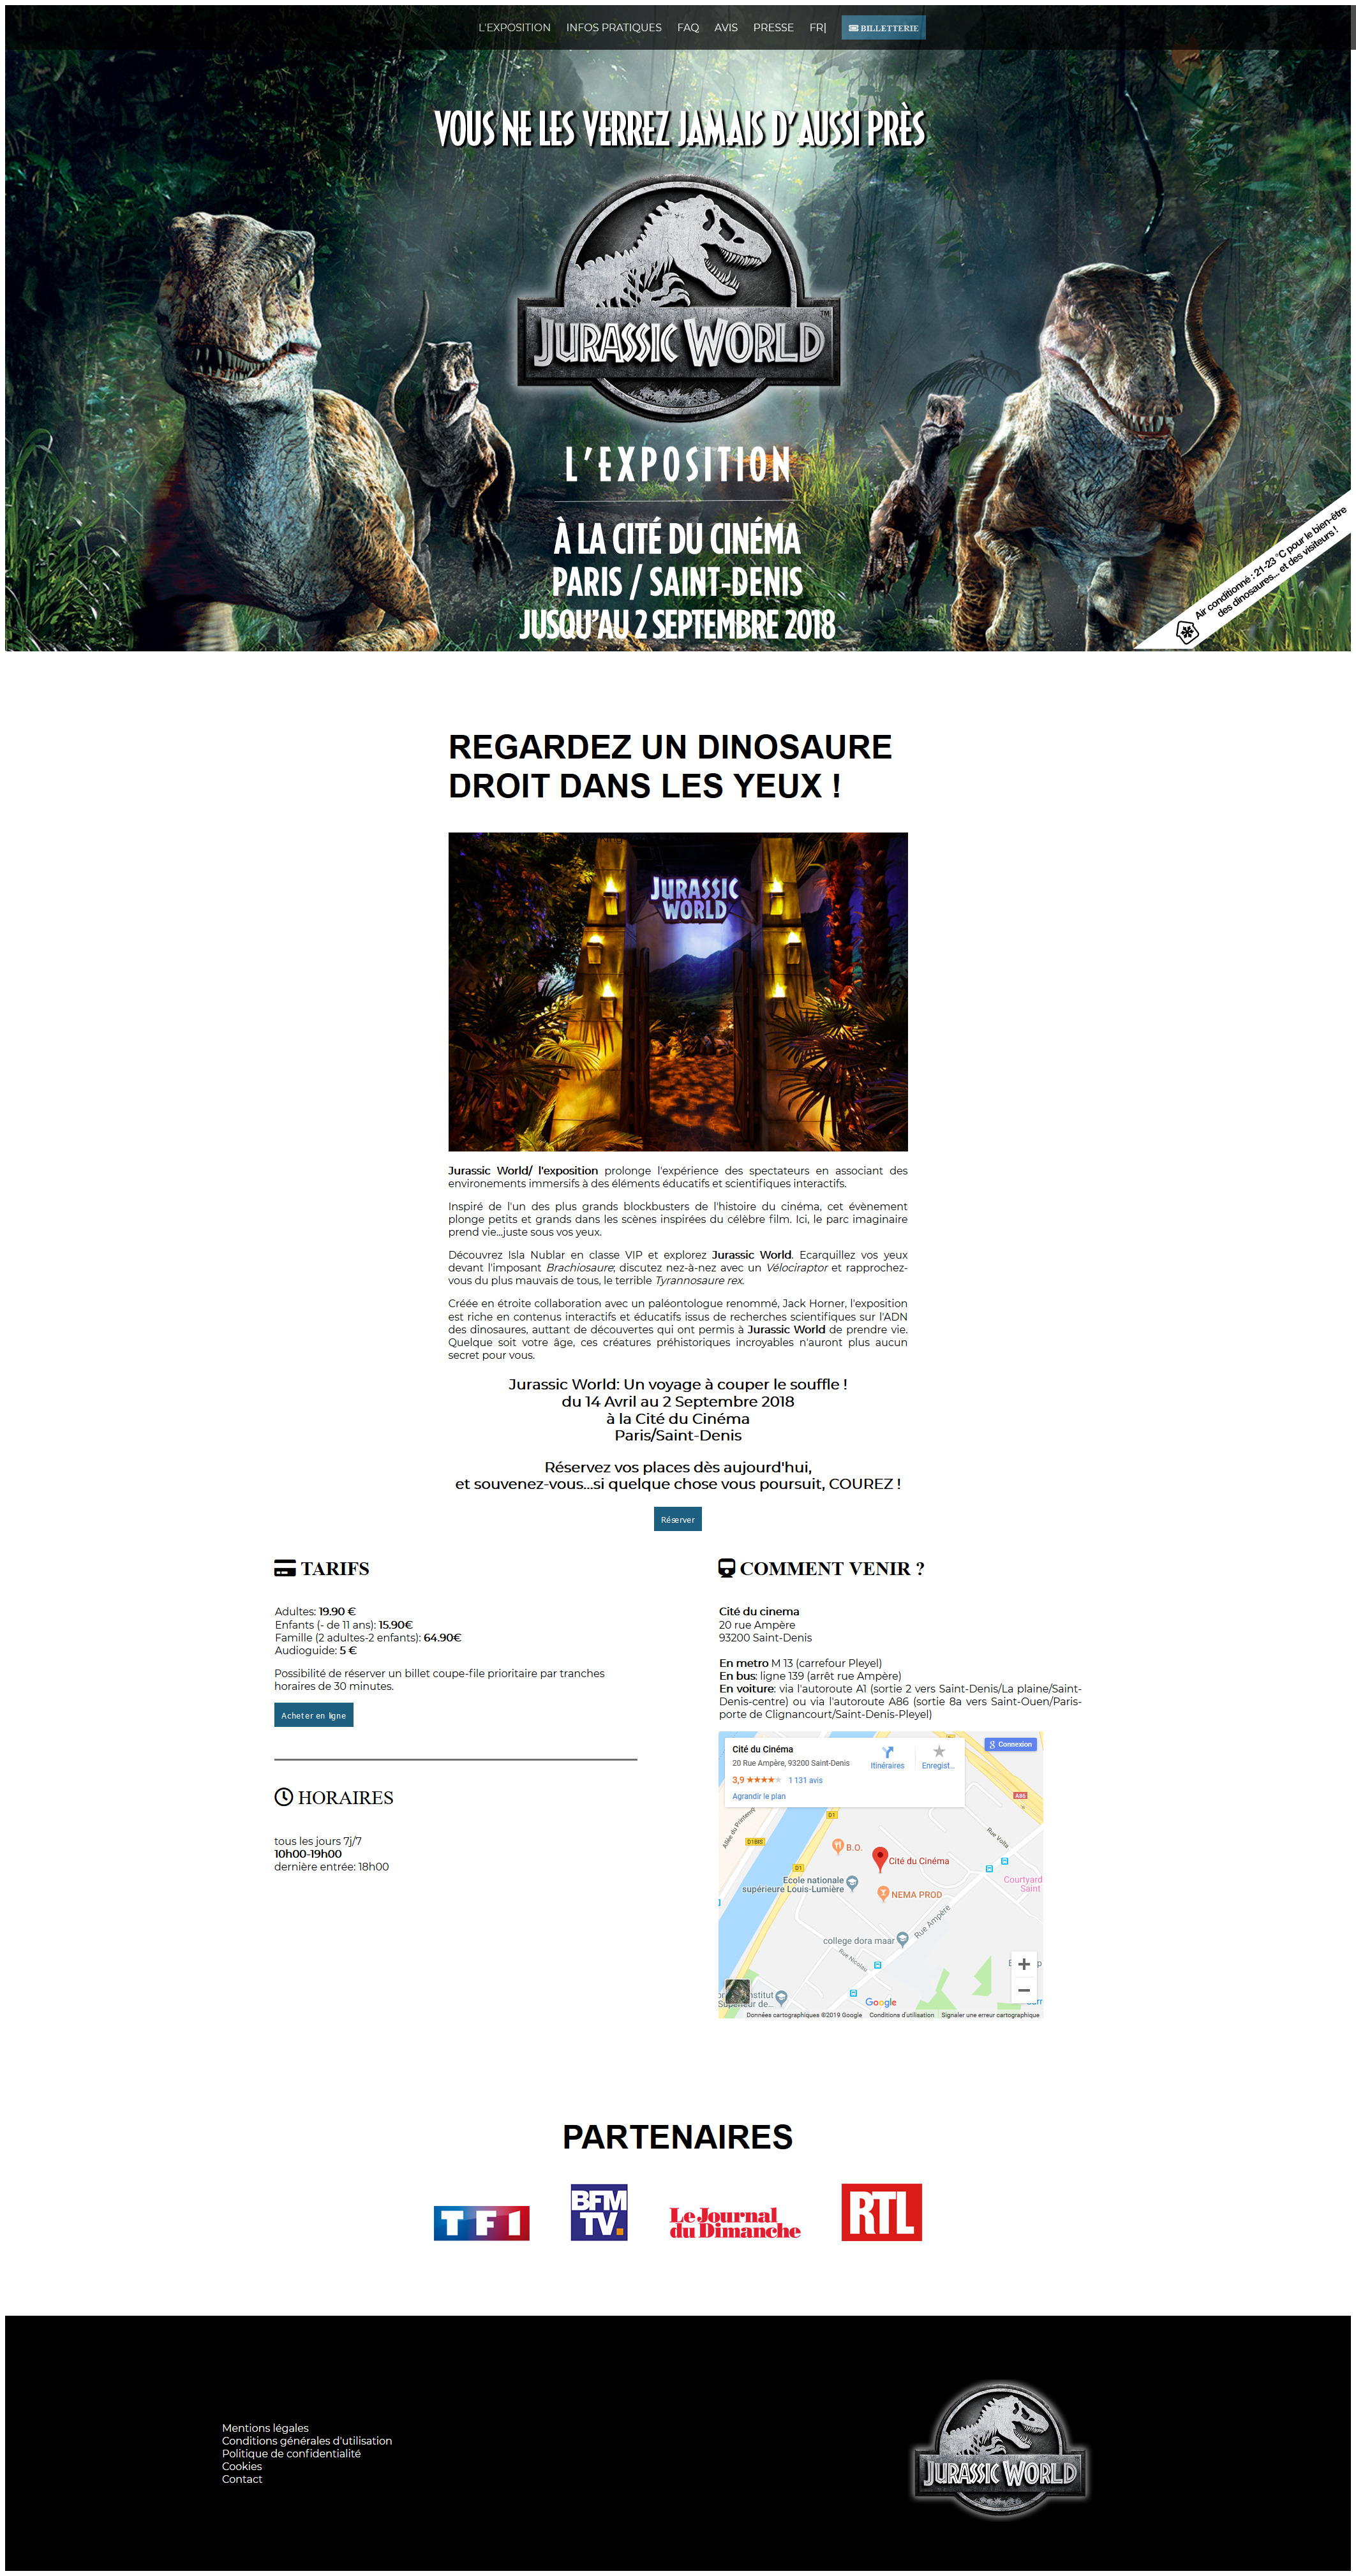 L'EXPOSITION INFOS PRATIQUES FAQ AVIS PRESSE FR| BILLETTERIE
VOUS NE LES VERREZ JAMAIS D'AUSSI PRÈS
JURASSIC WORLD
TM
L'EXPOSITION
À LA CITÉ DU CINÉMA
PARIS / SAINT-DENIS
JUSQU'AU 2 SEPTEMBRE 2018
Air conditionné : 21-23 °C pour le bien-être
des dinosaures... et des visiteurs !
REGARDEZ UN DINOSAURE
DROIT DANS LES YEUX !
JURASSIC
WORLD
Jurassic World/ l'exposition prolonge l'expérience des spectateurs en associant des
environements immersifs à des éléments éducatifs et scientifiques interactifs.
Inspiré de l'un des plus grands blockbusters de l'histoire du cinéma, cet évènement
plonge petits et grands dans les scènes inspirées du célèbre film. Ici, le parc imaginaire
prend vie...juste sous vos yeux.
Découvrez Isla Nublar en classe VIP et explorez Jurassic World. Ecarquillez vos yeux
devant l'imposant Brachiosaure; discutez nez-à-nez avec un Vélociraptor et rapprochez-
vous du plus mauvais de tous, le terrible Tyrannosaure rex.
Créée en étroite collaboration avec un paléontologue renommé, Jack Horner, l'exposition
est riche en contenus interactifs et éducatifs issus de recherches scientifiques sur l'ADN
des dinosaures, auttant de découvertes qui ont permis à Jurassic World de prendre vie.
Quelque soit votre âge, ces créatures préhistoriques incroyables n'auront plus aucun
secret pour vous.
Jurassic World: Un voyage à couper le souffle !
du 14 Avril au 2 Septembre 2018
à la Cité du Cinéma
Paris/Saint-Denis
Réservez vos places dès aujourd'hui,
et souvenez-vous...si quelque chose vous poursuit, COUREZ !
Réserver
TARIFS
Adultes: 19.90 €
Enfants (- de 11 ans): 15.90€
Famille (2 adultes-2 enfants): 64.90€
Audioguide: 5 €
Possibilité de réserver un billet coupe-file prioritaire par tranches
horaires de 30 minutes.
Acheter en ligne
HORAIRES
tous les jours 7j/7
10h00-19h00
dernière entrée: 18h00
COMMENT VENIR ?
Cité du cinema
20 rue Ampère
93200 Saint-Denis
En metro M 13 (carrefour Pleyel)
En bus: ligne 139 (arrêt rue Ampère)
En voiture: via l'autoroute A1 (sortie 2 vers Saint-Denis/La plaine/Saint-
Denis-centre) ou via l'autoroute A86 (sortie 8a vers Saint-Ouen/Paris-
porte de Clignancourt/Saint-Denis-Pleyel)
Cité du Cinéma
20 Rue Ampère, 93200 Saint-Denis
3,9 ★★★★★ 1 131 avis
Agrandir le plan
Itinéraires
Enregist...
Connexion
A86
D1
Allée du Printemps
D1BIS
Rue Volta
B.O.
Cité du Cinéma
D1
Ecole nationale
supérieure Louis-Lumière
NEMA PROD
Courtyard
Saint
Rue Ampère
college dora maar
Rue Nicolau
Google
Données cartographiques ©2019 Google Conditions d'utilisation Signaler une erreur cartographique
PARTENAIRES
TF1
BFM
TV.
Le Journal
du Dimanche
RTL
Mentions légales
Conditions générales d'utilisation
Politique de confidentialité
Cookies
Contact
JURASSIC WORLD